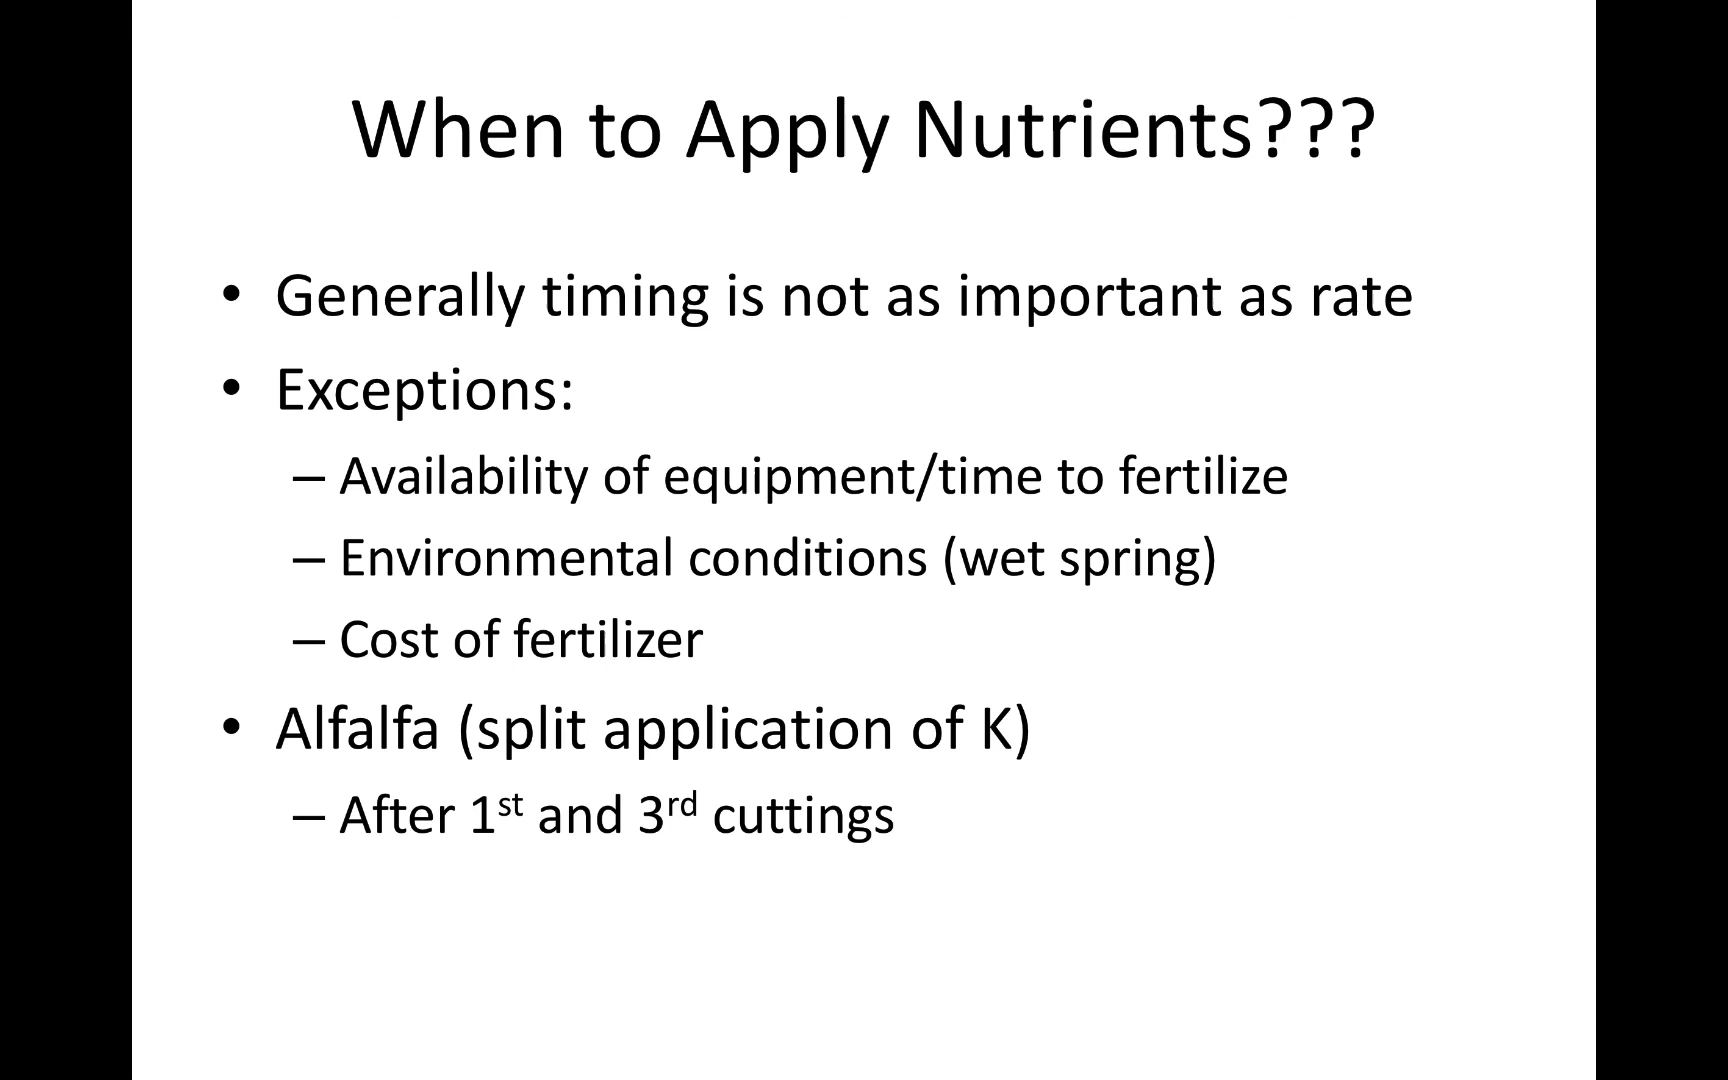 When to Apply Nutrients???
• Generally timing is not as important as rate
• Exceptions:
– Availability of equipment/time to fertilize
– Environmental conditions (wet spring)
– Cost of fertilizer
• Alfalfa (split application of K)
– After 1st and 3rd cuttings